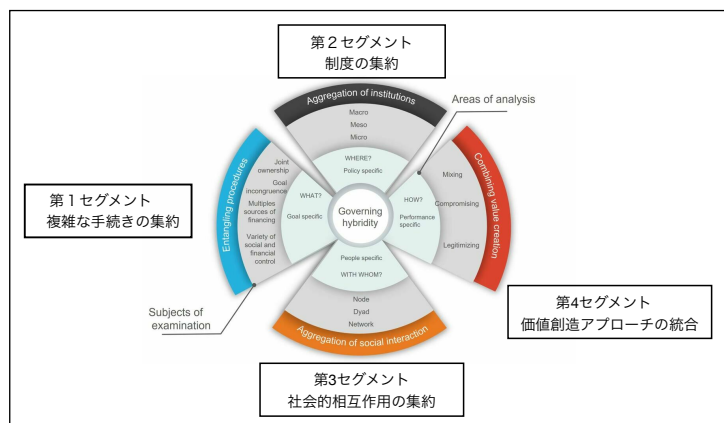 第２セグメント
制度の集約
Aggregation of institutions
Areas of analysis
Macro
Meso
Micro
WHERE?
Policy specific
第１セグメント
複雑な手続きの集約
Entangling procedures
Joint
ownership
Goal
incongruence
Multiples
sources of
financing
Variety of
social and
financial
control
WHAT?
Goal specific
Governing
hybridity
HOW?
Performance
specific
Mixing
Compromising
Legitimizing
Combining value creation
People specific
WITH WHOM?
Node
Dyad
Network
Aggregation of social interaction
Subjects of
examination
第4セグメント
価値創造アプローチの統合
第3セグメント
社会的相互作用の集約